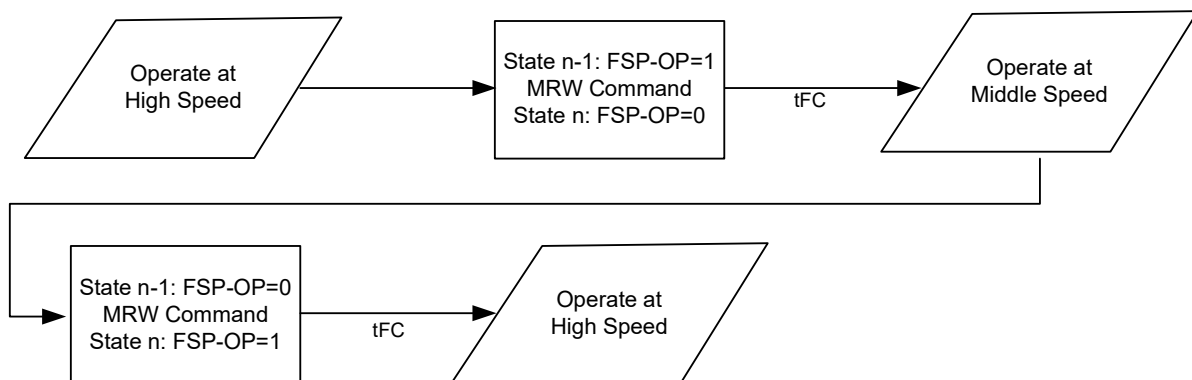 Operate at
High Speed
State n-1: FSP-OP=1
MRW Command
State n: FSP-OP=0
tFC
Operate at
Middle Speed
State n-1: FSP-OP=0
MRW Command
State n: FSP-OP=1
tFC
Operate at
High Speed